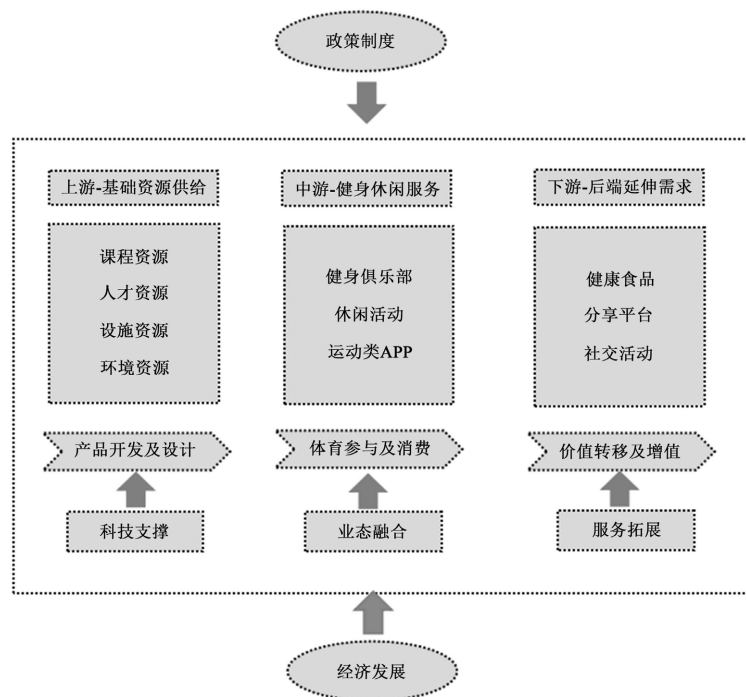 政策制度
上游-基础资源供给
中游-健身休闲服务
下游-后端延伸需求
课程资源
人才资源
设施资源
环境资源
健身俱乐部
休闲活动
运动类APP
健康食品
分享平台
社交活动
产品开发及设计
体育参与及消费
价值转移及增值
科技支撑
业态融合
服务拓展
经济发展